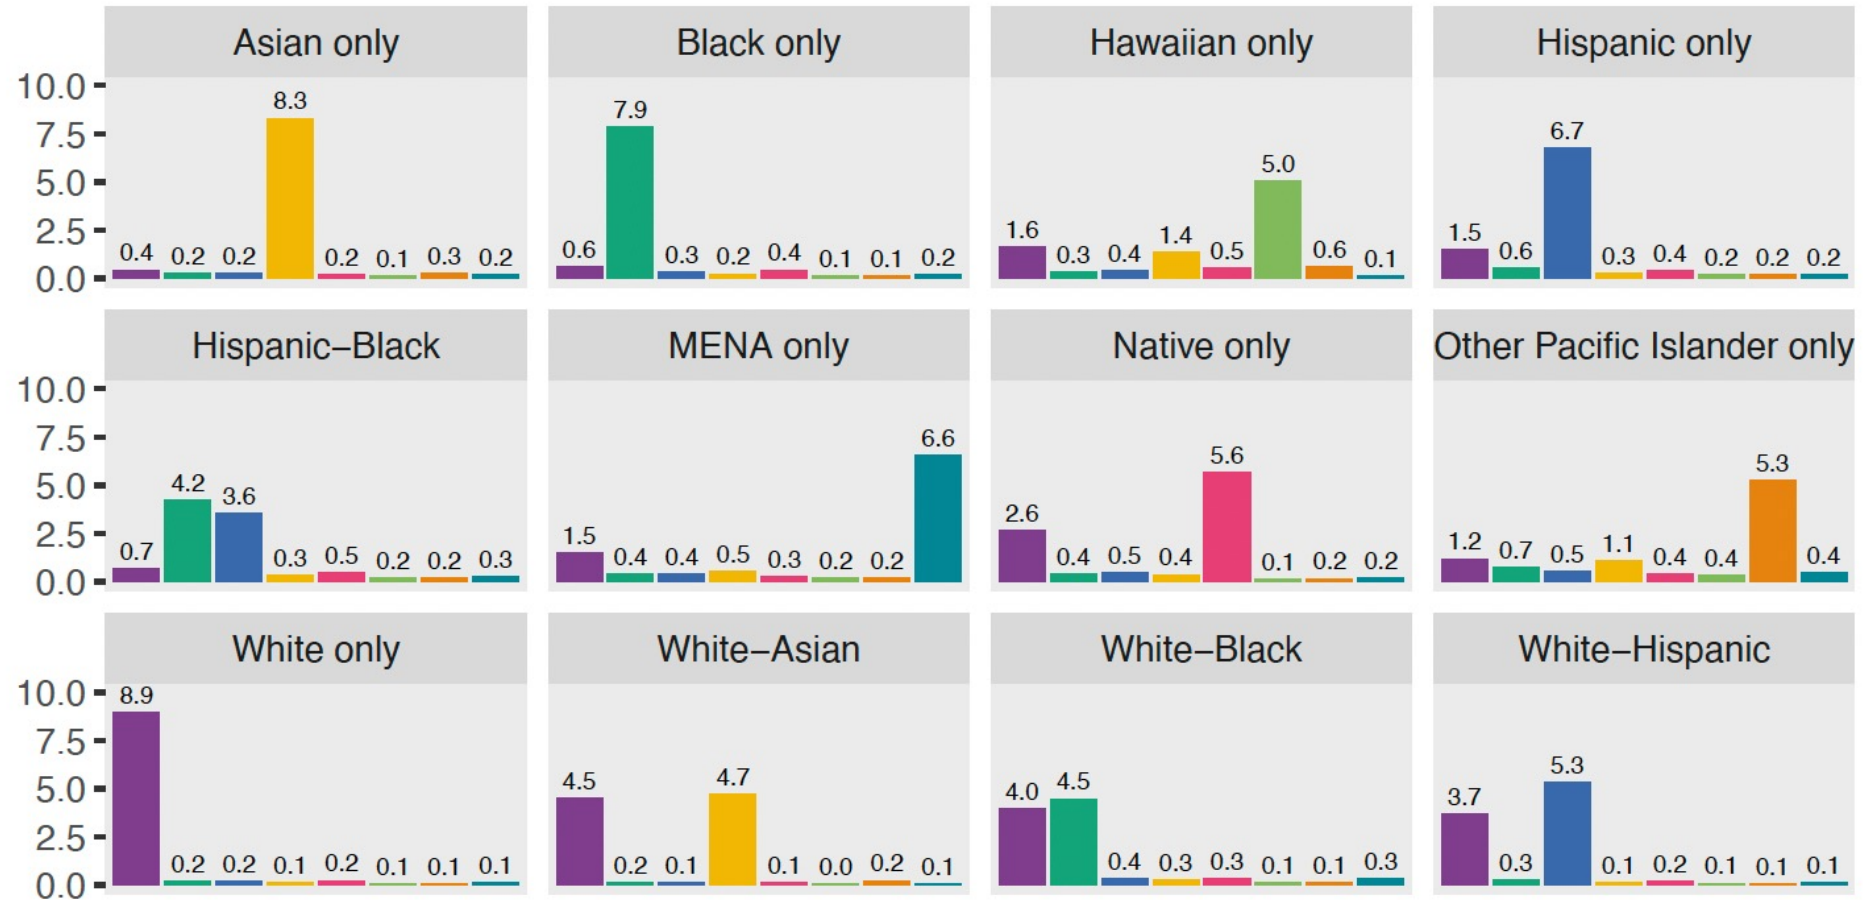 Asian only Black only Hawaiian only Hispanic only
10.0
7.5
5.0
2.5
0.0
0.4 0.2 0.2 8.3 0.2 0.1 0.3 0.2
0.6 7.9 0.3 0.2 0.4 0.1 0.1 0.2
1.6 0.3 0.4 1.4 0.5 5.0 0.6 0.1
1.5 0.6 6.7 0.3 0.4 0.2 0.2 0.2
Hispanic–Black MENA only Native only Other Pacific Islander only
10.0
7.5
5.0
2.5
0.0
0.7 4.2 3.6 0.3 0.5 0.2 0.2 0.3
1.5 0.4 0.4 0.5 0.3 0.2 0.2 6.6
2.6 0.4 0.5 0.4 5.6 0.1 0.2 0.2
1.2 0.7 0.5 1.1 0.4 0.4 5.3 0.4
White only White–Asian White–Black White–Hispanic
10.0
7.5
5.0
2.5
0.0
8.9 0.2 0.2 0.1 0.2 0.1 0.1 0.1
4.5 0.2 0.1 4.7 0.1 0.0 0.2 0.1
4.0 4.5 0.4 0.3 0.3 0.1 0.1 0.3
3.7 0.3 5.3 0.1 0.2 0.1 0.1 0.1